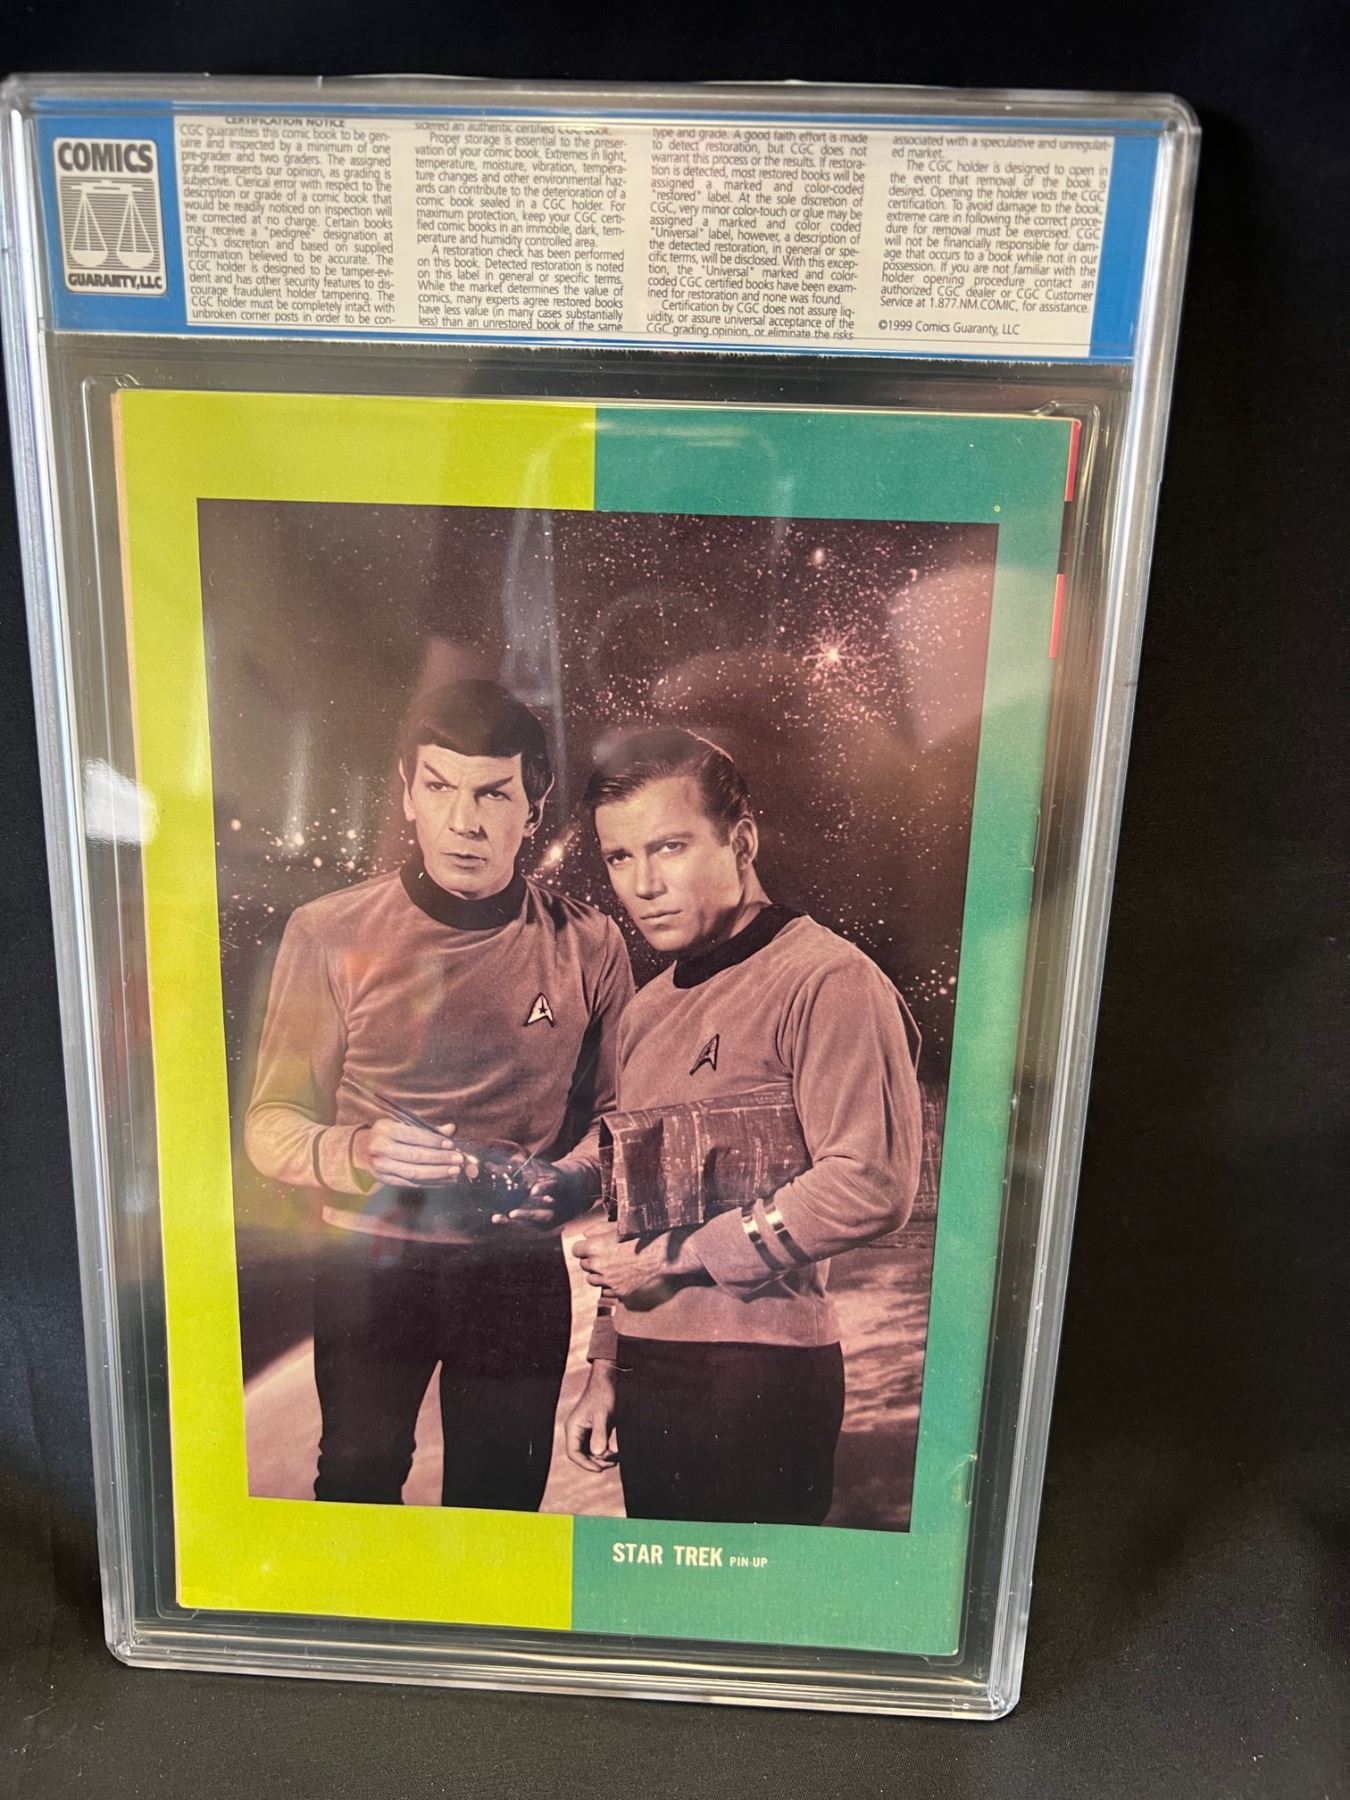 COMICS
GUARANTY, LLC
CERTIFICATION NOTICE
CGC guarantees this comic book to be gen-
uine and inspected by a minimum of one
pre-grader and two graders. The assigned
grade represents our opinion, as grading is
subjective. Clerical error with respect to the
description or grade of a comic book that
would be readily noticed on inspection will
be corrected at no charge. Certain books
may receive a "pedigree" designation at
CGC's discretion and based on supplied
information believed to be accurate. The
CGC holder is designed to be tamper-evi-
dent and has other security features to dis-
courage fraudulent holder tampering. The
CGC holder must be completely intact with
unbroken corner posts in order to be con-
sidered an authentic certified CGC book.
Proper storage is essential to the preser-
vation of your comic book. Extremes in light,
temperature, moisture, vibration, tempera-
ture changes and other environmental haz-
ards can contribute to the deterioration of a
comic book sealed in a CGC holder. For
maximum protection, keep your CGC certi-
fied comic books in an immobile, dark, tem-
perature and humidity controlled area.
A restoration check has been performed
on this book. Detected restoration is noted
on this label in general or specific terms.
While the market determines the value of
comics, many experts agree restored books
have less value (in many cases substantially
less) than an unrestored book of the same
type and grade. A good faith effort is made
to detect restoration, but CGC does not
warrant this process or the results. If restora-
tion is detected, most restored books will be
assigned a marked and color-coded
"restored" label. At the sole discretion of
CGC, very minor color-touch or glue may be
assigned a marked and color coded
"Universal" label, however, a description of
the detected restoration, in general or spe-
cific terms, will be disclosed. With this excep-
tion, the "Universal" marked and color-
coded CGC certified books have been exam-
ined for restoration and none was found.
Certification by CGC does not assure liq-
uidity, or assure universal acceptance of the
CGC grading opinion, or eliminate the risks
associated with a speculative and unregulat-
ed market.
The CGC holder is designed to open in
the event that removal of the book is
desired. Opening the holder voids the CGC
certification. To avoid damage to the book,
extreme care in following the correct proce-
dure for removal must be exercised. CGC
will not be financially responsible for dam-
age that occurs to a book while not in our
possession. If you are not familiar with the
holder opening procedure contact an
authorized CGC dealer or CGC Customer
Service at 1.877.NM.COMIC, for assistance.
©1999 Comics Guaranty, LLC
STAR TREK PIN-UP